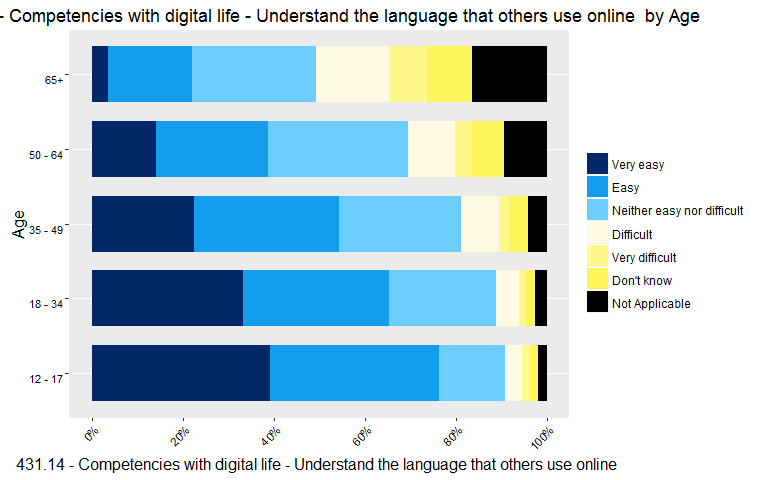 - Competencies with digital life - Understand the language that others use online by Age
Age
65+
50 - 64
35 - 49
18 - 34
12 - 17
0%
20%
40%
60%
80%
100%
Very easy
Easy
Neither easy nor difficult
Difficult
Very difficult
Don't know
Not Applicable
431.14 - Competencies with digital life - Understand the language that others use online